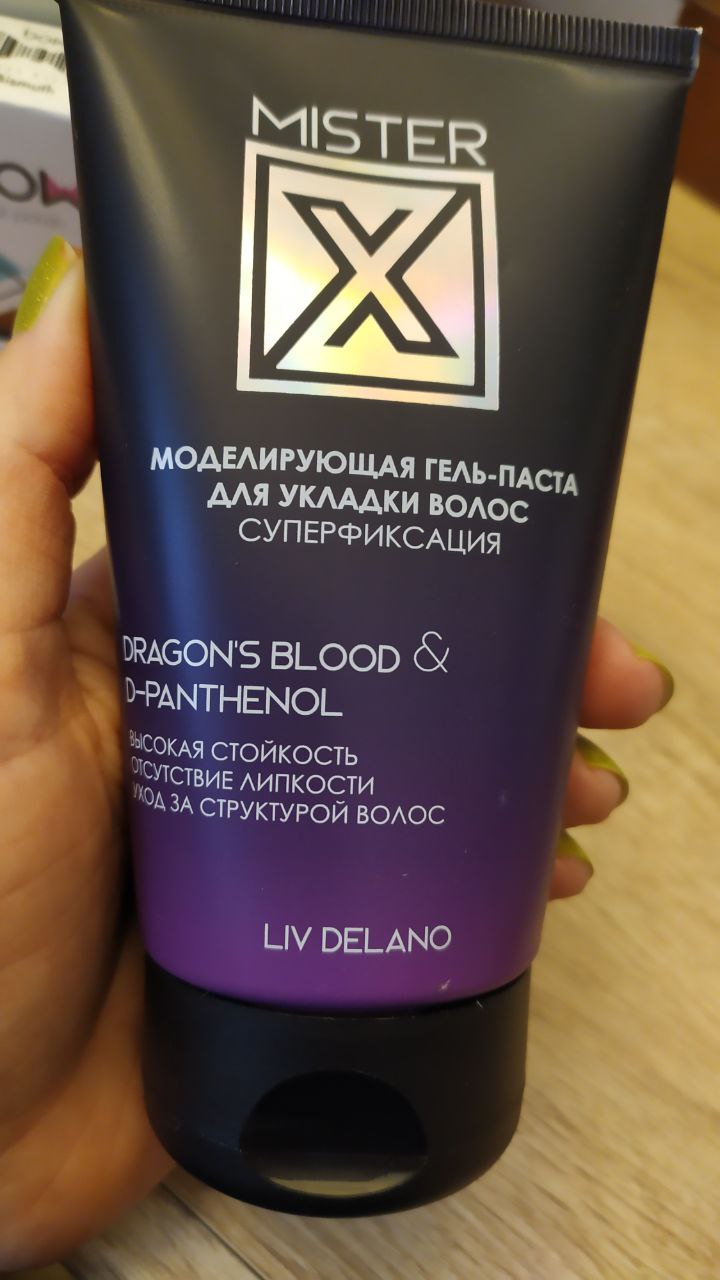 MISTER
X
МОДЕЛИРУЮЩАЯ ГЕЛЬ-ПАСТА
ДЛЯ УКЛАДКИ ВОЛОС
СУПЕРФИКСАЦИЯ
DRAGON'S BLOOD &
D-PANTHENOL
ВЫСОКАЯ СТОЙКОСТЬ
ОТСУТСТВИЕ ЛИПКОСТИ
УХОД ЗА СТРУКТУРОЙ ВОЛОС
LIV DELANO